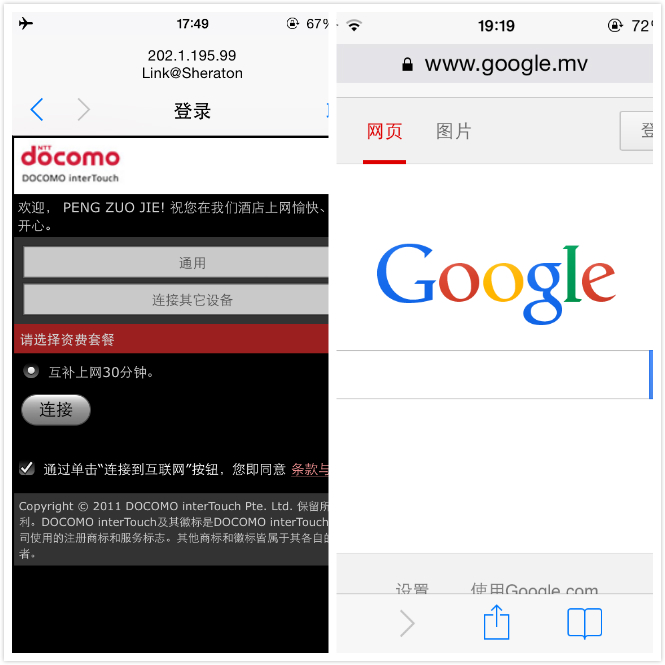 17:49
67%
202.1.195.99
Link@Sheraton
登录
NTT
döcomo
DOCOMO interTouch
欢迎， PENG ZUO JIE! 祝您在我们酒店上网愉快、
开心。
通用
连接其它设备
请选择资费套餐
互补上网30分钟。
连接
通过单击“连接到互联网”按钮，您即同意 条款与
Copyright © 2011 DOCOMO interTouch Pte. Ltd. 保留所
利。DOCOMO interTouch及其徽标是DOCOMO interTouch
司使用的注册商标和服务标志。其他商标和徽标皆属于其各自的
者。
19:19
72%
www.google.mv
网页
图片
登
Google
设置
使用Google.com